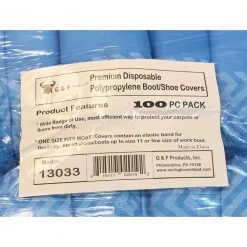 G & F
Premium Disposable
Polypropylene Boot/Shoe Covers
Product Features
100 PC PACK
* Wide Range of Use, most efficient way to protect your carpets or
floors from dirty.
* ONE SIZE FITS MOST: Covers contain an elastic band for
shoes/boots up to size 11 or few size of work boot.
Model:
13033
Made in China
G & F Products, Inc.
Philadelphia, PA 19136
www.workglovesdepot.com